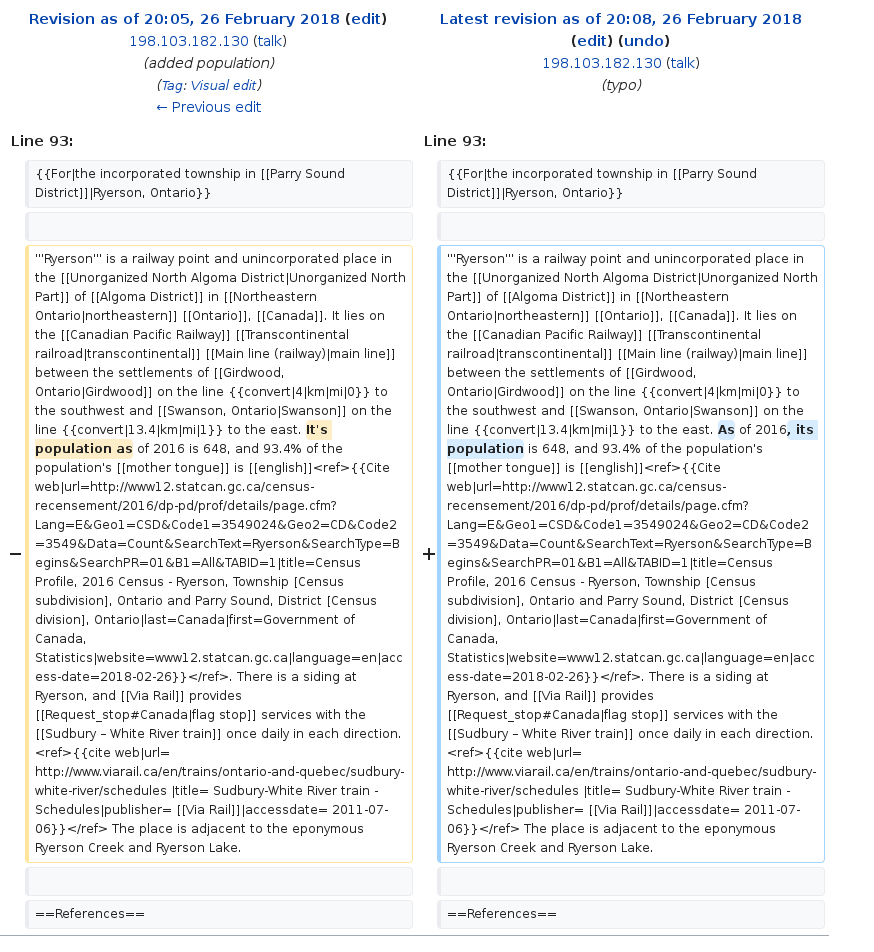 Revision as of 20:05, 26 February 2018 (edit)
198.103.182.130 (talk)
(added population)
(Tag: Visual edit)
← Previous edit
Latest revision as of 20:08, 26 February 2018
(edit) (undo)
198.103.182.130 (talk)
(typo)
Line 93:
Line 93:
{{For|the incorporated township in [[Parry Sound
District]]|Ryerson, Ontario}}
{{For|the incorporated township in [[Parry Sound
District]]|Ryerson, Ontario}}
−
'''Ryerson''' is a railway point and unincorporated place in
the [[Unorganized North Algoma District|Unorganized North
Part]] of [[Algoma District]] in [[Northeastern
Ontario|northeastern]] [[Ontario]], [[Canada]]. It lies on
the [[Canadian Pacific Railway]] [[Transcontinental
railroad|transcontinental]] [[Main line (railway)|main line]]
between the settlements of [[Girdwood,
Ontario|Girdwood]] on the line {{convert|4|km|mi|0}} to
the southwest and [[Swanson, Ontario|Swanson]] on the
line {{convert|13.4|km|mi|1}} to the east. It's
population as of 2016 is 648, and 93.4% of the
population's [[mother tongue]] is [[english]]<ref>{{Cite
web|url=http://www12.statcan.gc.ca/census-
recensement/2016/dp-pd/prof/details/page.cfm?
Lang=E&Geo1=CSD&Code1=3549024&Geo2=CD&Code2
=3549&Data=Count&SearchText=Ryerson&SearchType=B
egins&SearchPR=01&B1=All&TABID=1|title=Census
Profile, 2016 Census - Ryerson, Township [Census
subdivision], Ontario and Parry Sound, District [Census
division], Ontario|last=Canada|first=Government of
Canada,
Statistics|website=www12.statcan.gc.ca|language=en|acc
ess-date=2018-02-26}}</ref>. There is a siding at
Ryerson, and [[Via Rail]] provides
[[Request_stop#Canada|flag stop]] services with the
[[Sudbury – White River train]] once daily in each direction.
<ref>{{cite web|url=
http://www.viarail.ca/en/trains/ontario-and-quebec/sudbury-
white-river/schedules |title= Sudbury-White River train -
Schedules|publisher= [[Via Rail]]|accessdate= 2011-07-
06}}</ref> The place is adjacent to the eponymous
Ryerson Creek and Ryerson Lake.
+
'''Ryerson''' is a railway point and unincorporated place in
the [[Unorganized North Algoma District|Unorganized North
Part]] of [[Algoma District]] in [[Northeastern
Ontario|northeastern]] [[Ontario]], [[Canada]]. It lies on
the [[Canadian Pacific Railway]] [[Transcontinental
railroad|transcontinental]] [[Main line (railway)|main line]]
between the settlements of [[Girdwood,
Ontario|Girdwood]] on the line {{convert|4|km|mi|0}} to
the southwest and [[Swanson, Ontario|Swanson]] on the
line {{convert|13.4|km|mi|1}} to the east. As of 2016, its
population is 648, and 93.4% of the population's
[[mother tongue]] is [[english]]<ref>{{Cite
web|url=http://www12.statcan.gc.ca/census-
recensement/2016/dp-pd/prof/details/page.cfm?
Lang=E&Geo1=CSD&Code1=3549024&Geo2=CD&Code2
=3549&Data=Count&SearchText=Ryerson&SearchType=B
egins&SearchPR=01&B1=All&TABID=1|title=Census
Profile, 2016 Census - Ryerson, Township [Census
subdivision], Ontario and Parry Sound, District [Census
division], Ontario|last=Canada|first=Government of
Canada,
Statistics|website=www12.statcan.gc.ca|language=en|acc
ess-date=2018-02-26}}</ref>. There is a siding at
Ryerson, and [[Via Rail]] provides
[[Request_stop#Canada|flag stop]] services with the
[[Sudbury – White River train]] once daily in each direction.
<ref>{{cite web|url=
http://www.viarail.ca/en/trains/ontario-and-quebec/sudbury-
white-river/schedules |title= Sudbury-White River train -
Schedules|publisher= [[Via Rail]]|accessdate= 2011-07-
06}}</ref> The place is adjacent to the eponymous
Ryerson Creek and Ryerson Lake.
==References==
==References==